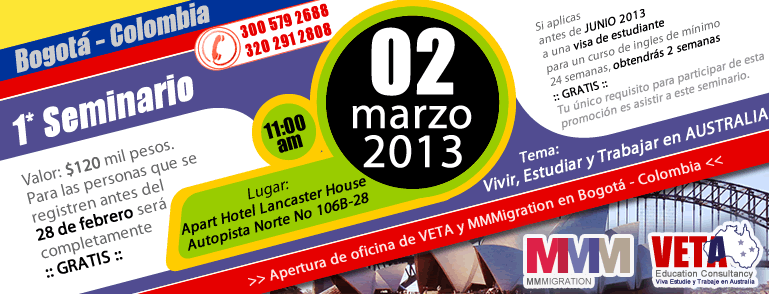 Bogotá - Colombia
300 579 2688
320 291 2808
1* Seminario
Valor: $120 mil pesos.
Para las personas que se
registren antes del
28 de febrero será
completamente
:: GRATIS ::
11:00
am
02
marzo
2013
Lugar:
Apart Hotel Lancaster House
Autopista Norte No 106B-28
Si aplicas
antes de JUNIO 2013
a una visa de estudiante
para un curso de ingles de mínimo
24 semanas, obtendrás 2 semanas
:: GRATIS ::
Tu único requisito para participar de esta
promoción es asistir a este seminario.
Tema:
Vivir, Estudiar y Trabajar en AUSTRALIA
>> Apertura de oficina de VETA y MMMigration en Bogotá - Colombia <<
MMM
MMMIGRATION
VETA
Education Consultancy
Viva Estudie y Trabaje en Australia